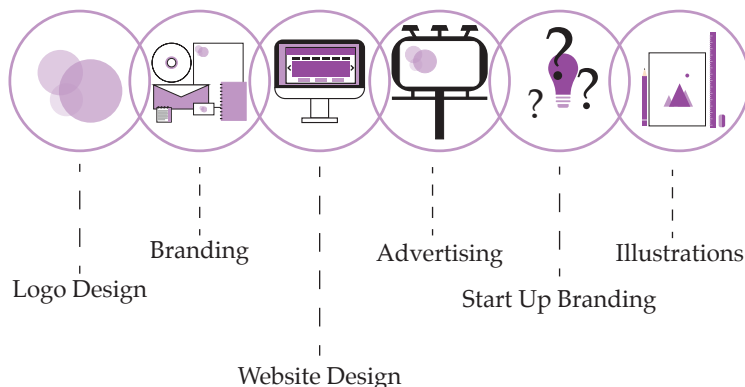 Logo Design
Branding
Website Design
Advertising
Start Up Branding
Illustrations
? ? ?